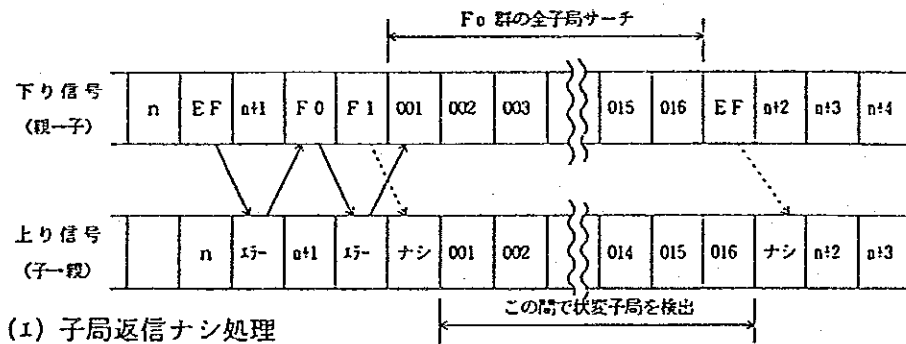 F0 群の全子局サーチ
下り信号 n EF n+1 F0 F1 001 002 003 015 016 EF n+2 n+3 n+4
(親→子)
上り信号 n ｴﾗｰ n+1 ｴﾗｰ ナシ 001 002 014 015 016 ナシ n+2 n+3
(子→親)
この間で状変子局を検出
(1) 子局返信ナシ処理